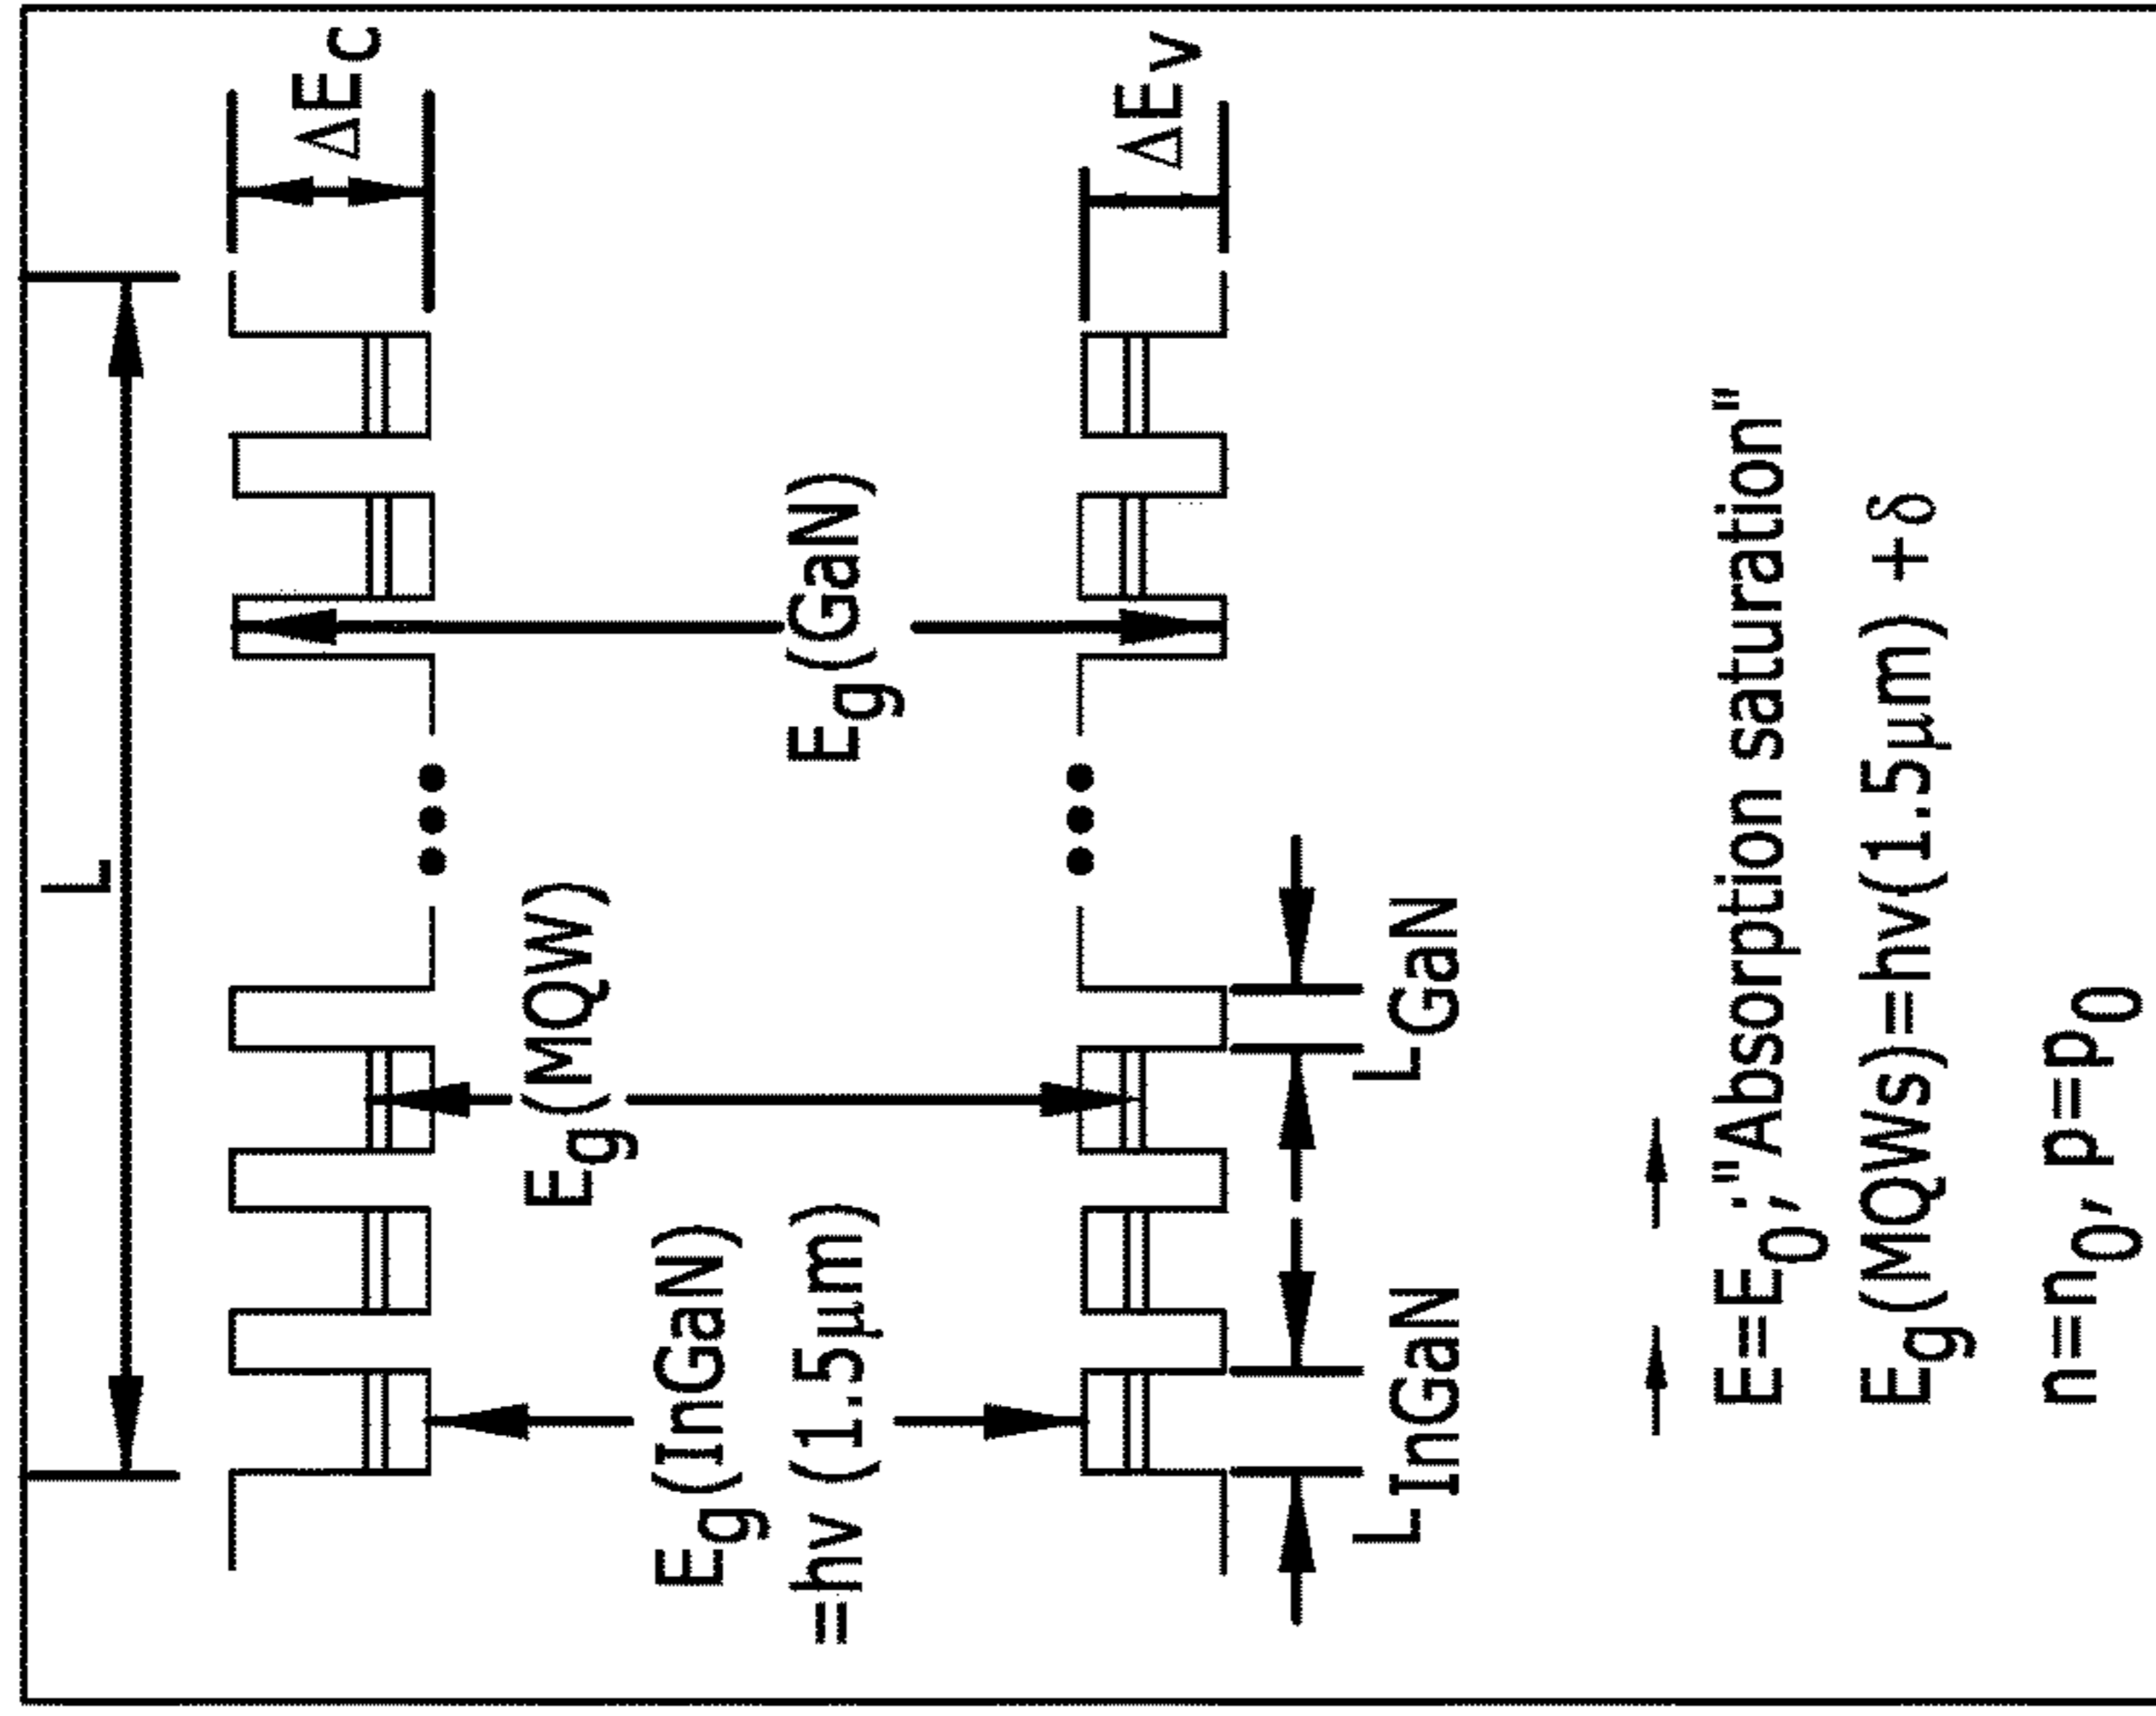 L
ΔEc
Eg(MQW)
Eg(InGaN)
=hν (1.5μm)
Eg(GaN)
ΔEv
LInGaN
LGaN
E=E0;"Absorption saturation"
Eg(MQWs)=hν(1.5μm) +δ
n=n0, p=p0